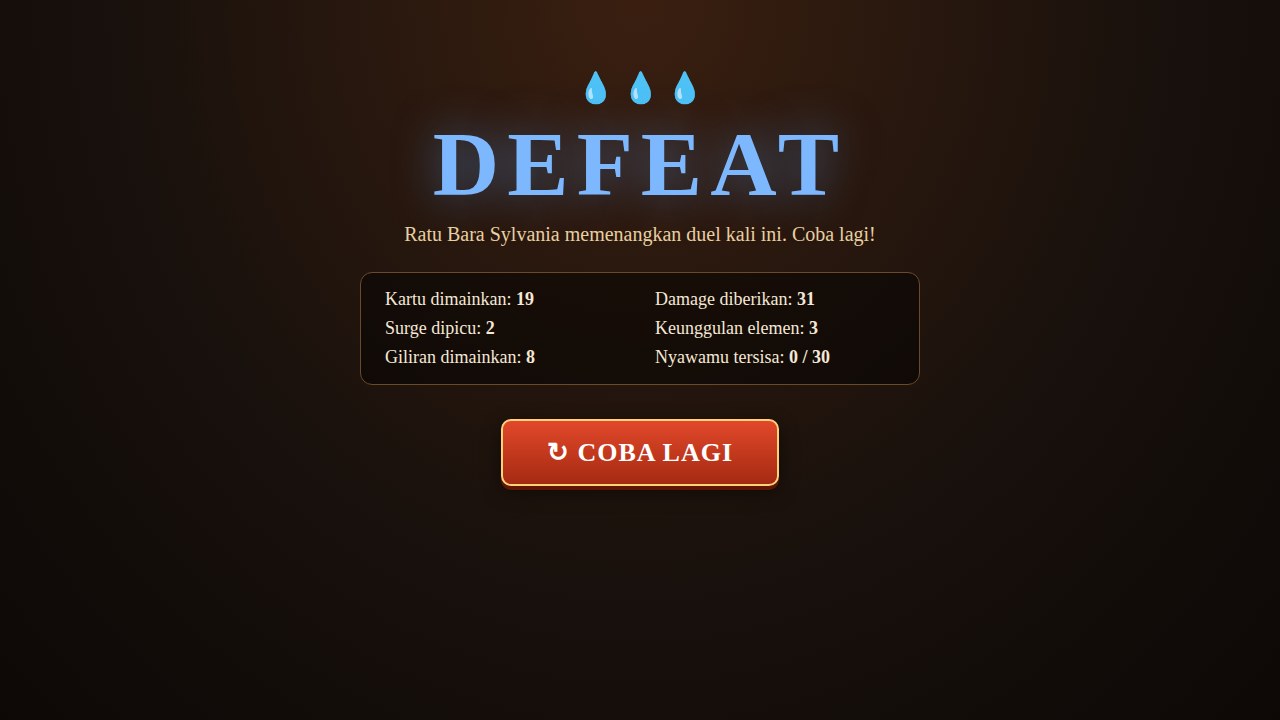 DEFEAT
Ratu Bara Sylvania memenangkan duel kali ini. Coba lagi!
Kartu dimainkan: 19
Damage diberikan: 31
Surge dipicu: 2
Keunggulan elemen: 3
Giliran dimainkan: 8
Nyawamu tersisa: 0 / 30
↻ COBA LAGI